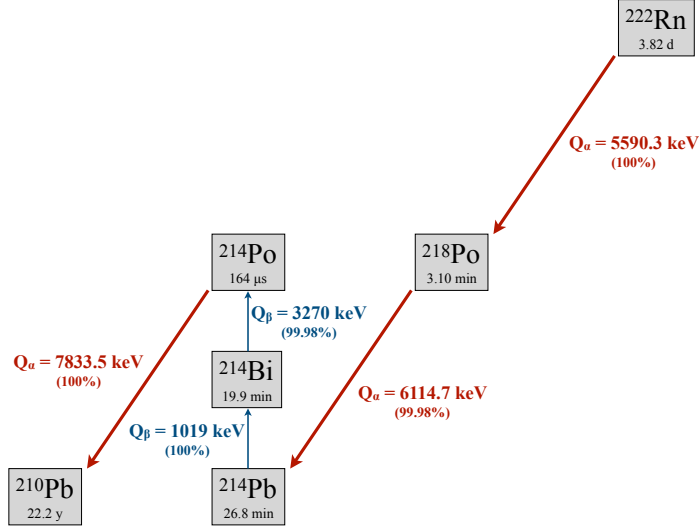 ²²²Rn
3.82 d
Qα = 5590.3 keV
(100%)
²¹⁴Po
164 μs
²¹⁸Po
3.10 min
Qβ = 3270 keV
(99.98%)
Qα = 7833.5 keV
(100%)
²¹⁴Bi
19.9 min
Qα = 6114.7 keV
(99.98%)
Qβ = 1019 keV
(100%)
²¹⁰Pb
22.2 y
²¹⁴Pb
26.8 min